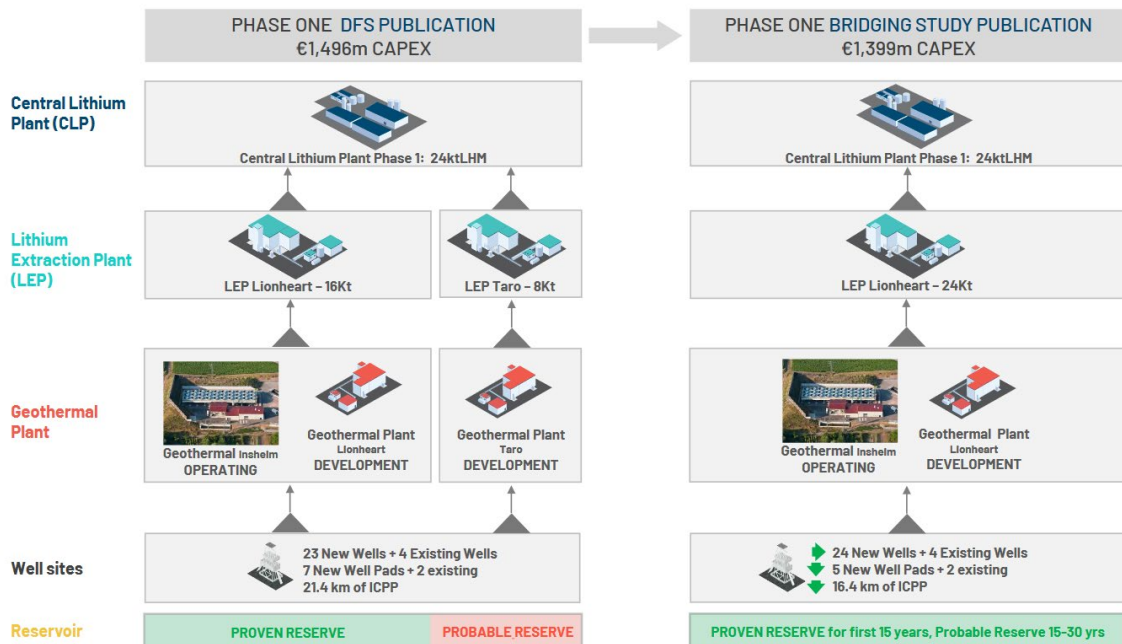 PHASE ONE DFS PUBLICATION
€1,496m CAPEX
PHASE ONE BRIDGING STUDY PUBLICATION
€1,399m CAPEX
Central Lithium
Plant (CLP)
Central Lithium Plant Phase 1: 24ktLHM
Central Lithium Plant Phase 1: 24ktLHM
Lithium
Extraction Plant
(LEP)
LEP Lionheart – 16Kt
LEP Taro – 8Kt
LEP Lionheart – 24Kt
Geothermal
Plant
Geothermal Insheim
OPERATING
Geothermal Plant
Lionheart
DEVELOPMENT
Geothermal Plant
Taro
DEVELOPMENT
Geothermal Insheim
OPERATING
Geothermal Plant
Lionheart
DEVELOPMENT
Well sites
23 New Wells + 4 Existing Wells
7 New Well Pads + 2 existing
21.4 km of ICPP
24 New Wells + 4 Existing Wells
5 New Well Pads + 2 existing
16.4 km of ICPP
Reservoir
PROVEN RESERVE
PROBABLE RESERVE
PROVEN RESERVE for first 15 years, Probable Reserve 15-30 yrs